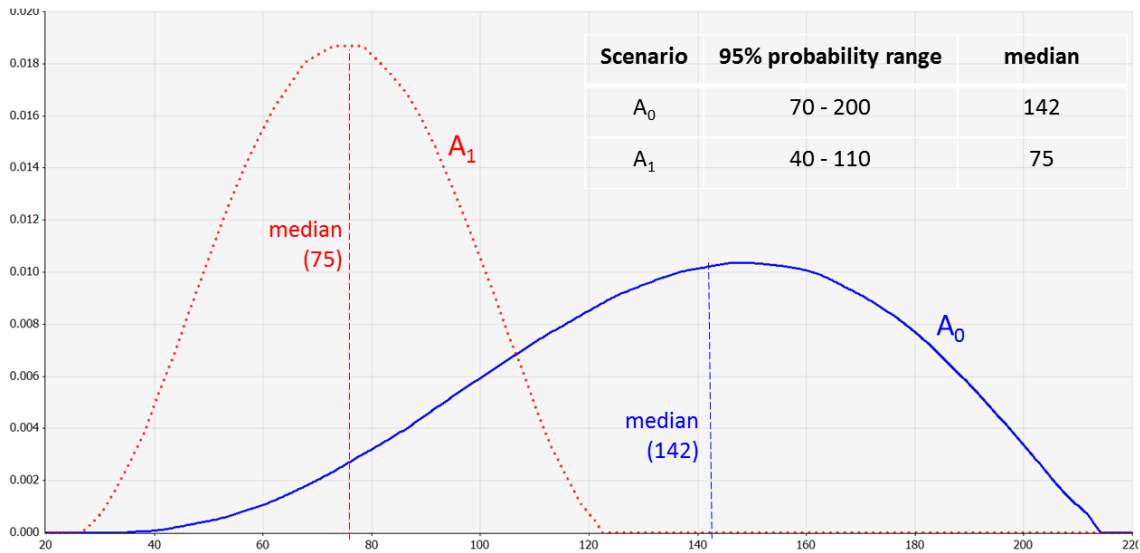 0.020
0.018
0.016
0.014
0.012
0.010
0.008
0.006
0.004
0.002
0.000
20 40 60 80 100 120 140 160 180 200 220
Scenario 95% probability range median
A₀ 70 - 200 142
A₁ 40 - 110 75
A₁
median
(75)
A₀
median
(142)